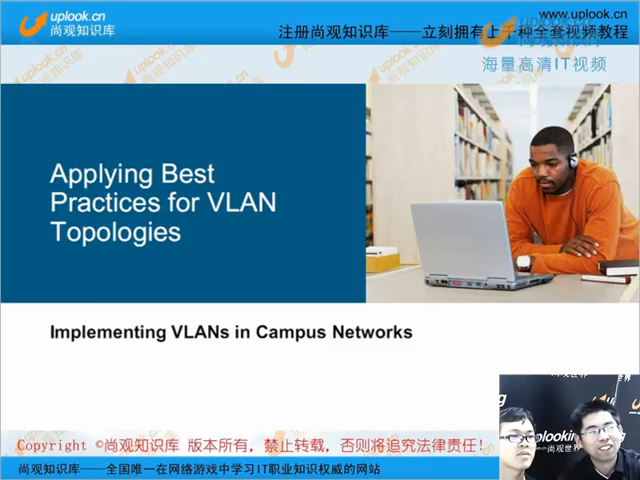 uplook.cn
尚观知识库
www.uplook.cn
注册尚观知识库——立刻拥有上千种全套视频教程
海量高清IT视频
Applying Best
Practices for VLAN
Topologies
Implementing VLANs in Campus Networks
uplooking
尚观世界
Copyright ©尚观知识库 版本所有，禁止转载，否则将追究法律责任！
尚观知识库——全国唯一在网络游戏中学习IT职业知识权威的网站